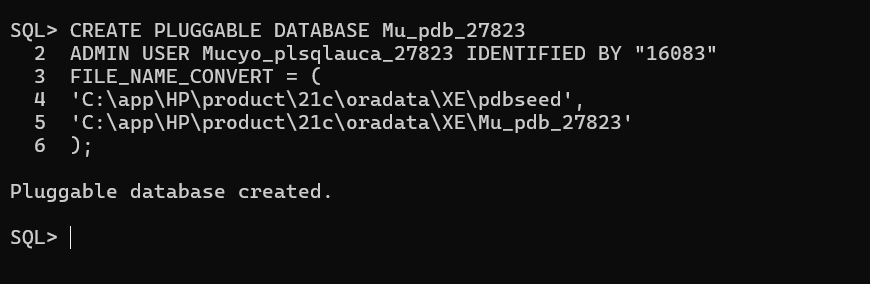 SQL> CREATE PLUGGABLE DATABASE Mu_pdb_27823
2 ADMIN USER Mucyo_plsqlauca_27823 IDENTIFIED BY "16083"
3 FILE_NAME_CONVERT = (
4 'C:\app\HP\product\21c\oradata\XE\pdbseed',
5 'C:\app\HP\product\21c\oradata\XE\Mu_pdb_27823'
6 );
Pluggable database created.
SQL>